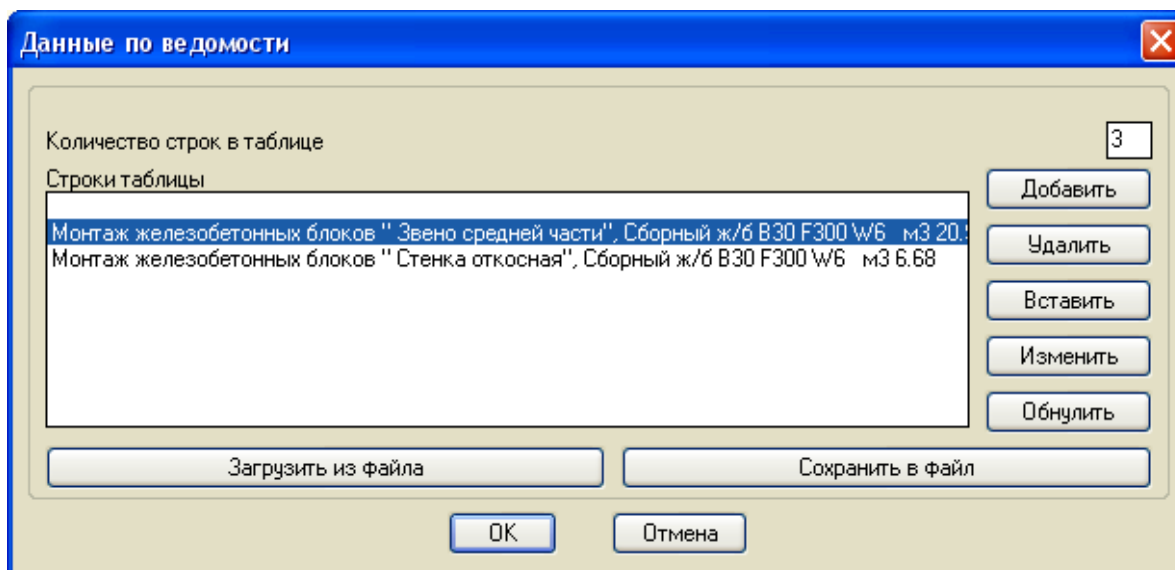 Данные по ведомости
Количество строк в таблице
3
Строки таблицы
Добавить
Монтаж железобетонных блоков " Звено средней части", Сборный ж/б В30 F300 W6 м3 20.
Монтаж железобетонных блоков " Стенка откосная", Сборный ж/б В30 F300 W6 м3 6.68
Удалить
Вставить
Изменить
Обнулить
Загрузить из файла
Сохранить в файл
OK
Отмена